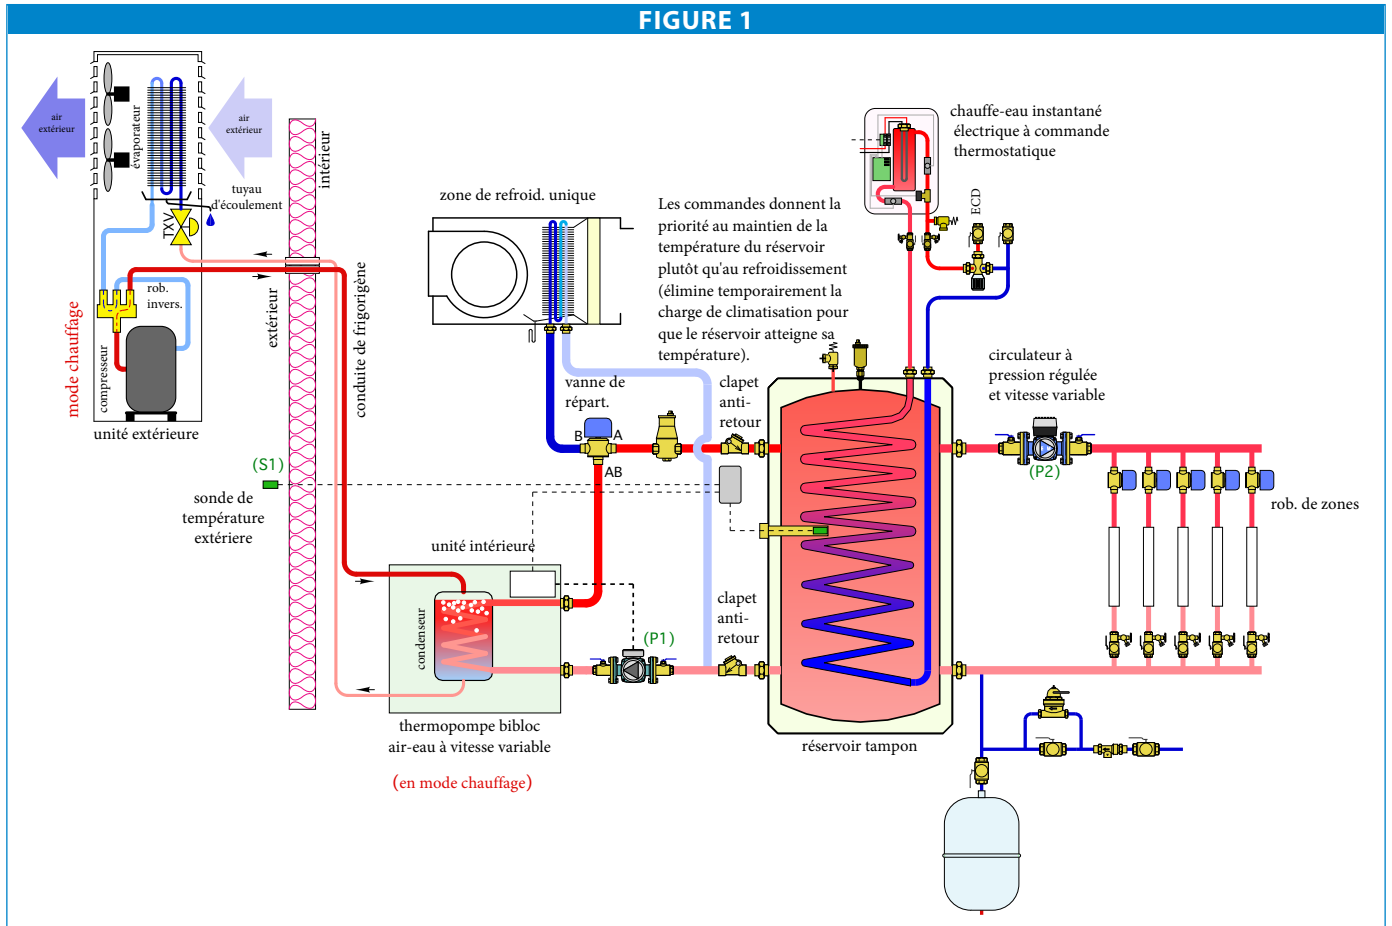 FIGURE 1
air
extérieur
air
extérieur
évaporateur
tuyau
d'écoulement
TXV
rob.
invers.
mode chauffage
compresseur
unité extérieure
intérieur
extérieur
conduite de frigorigène
zone de refroid. unique
Les commandes donnent la
priorité au maintien de la
température du réservoir
plutôt qu'au refroidissement
(élimine temporairement la
charge de climatisation pour
que le réservoir atteigne sa
température).
chauffe-eau instantané
électrique à commande
thermostatique
ECD
circulateur à
pression régulée
et vitesse variable
vanne de
répart.
clapet
anti-
retour
B
A
AB
(S1)
sonde de
température
extériere
(P2)
rob. de zones
unité intérieure
condenseur
(P1)
clapet
anti-
retour
thermopompe bibloc
air-eau à vitesse variable
(en mode chauffage)
réservoir tampon